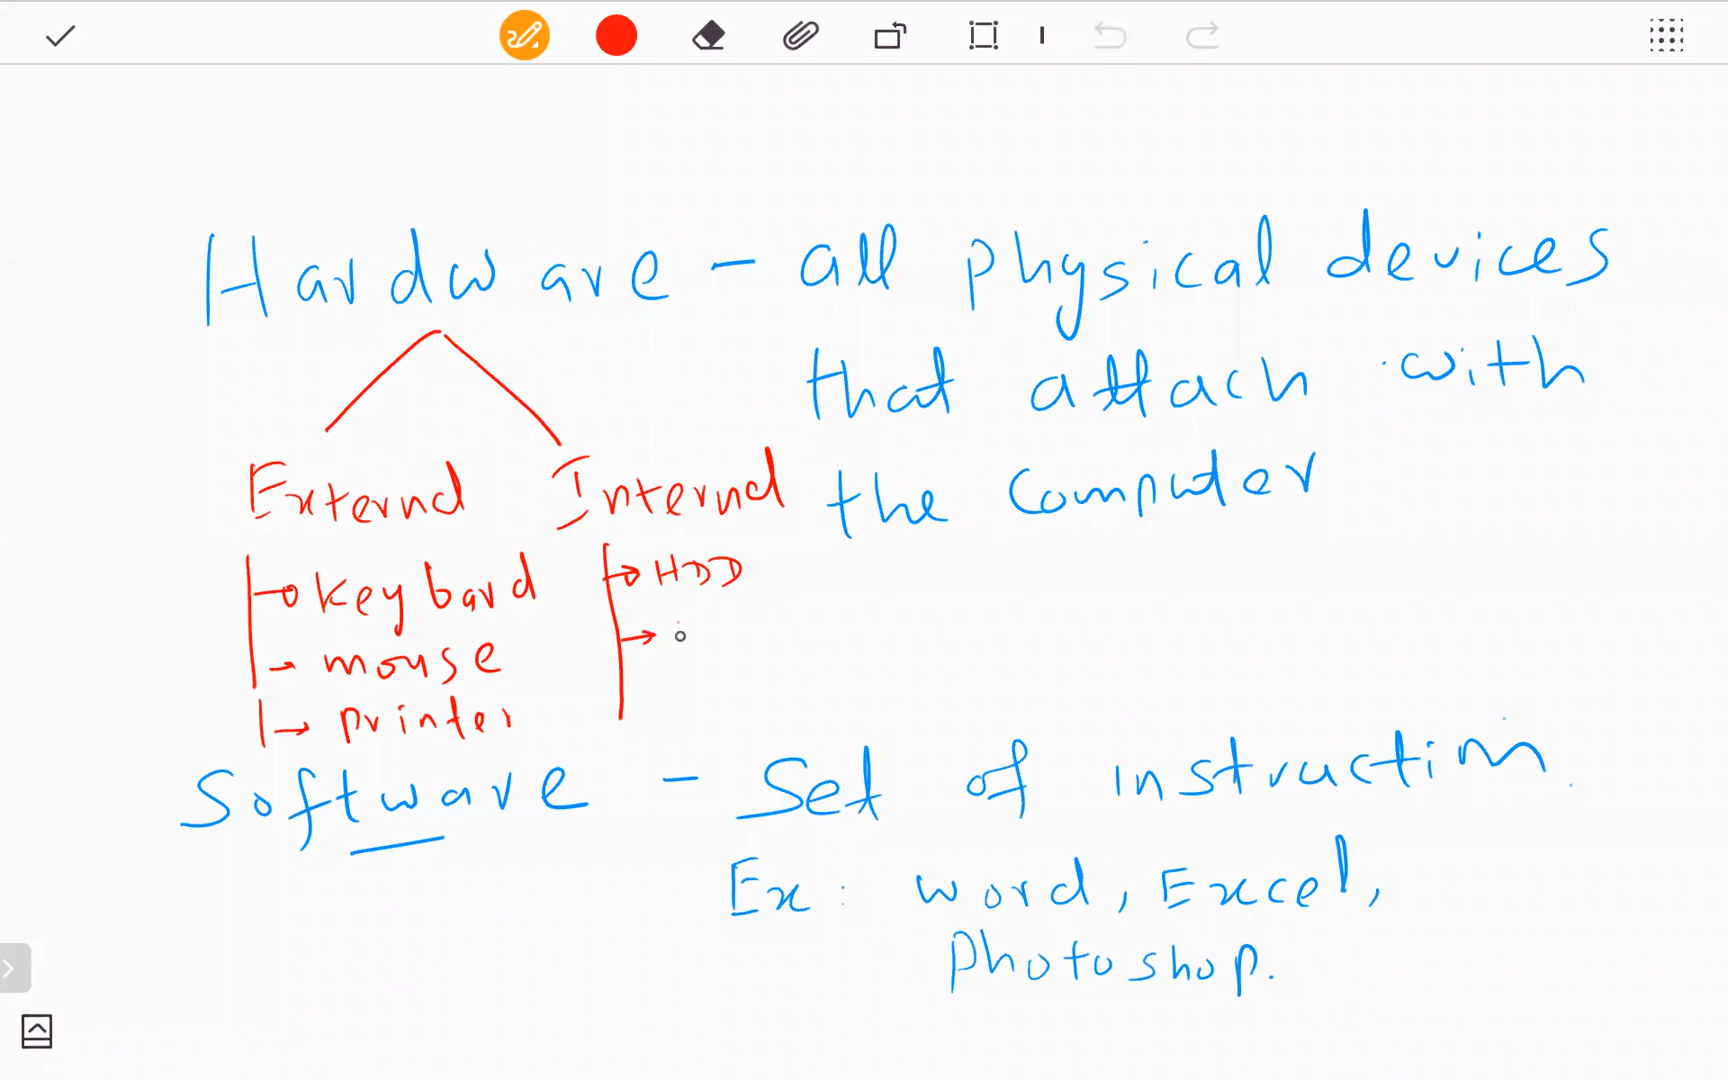 Hardware - all physical devices
that attach with
the computer
External Internal
keybard HDD
mouse
printer
Software - Set of instruction.
Ex: word, Excel,
photoshop.